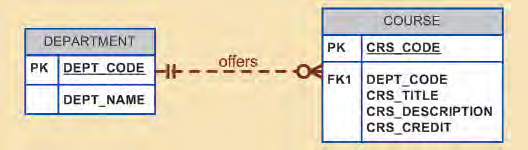 DEPARTMENT
PK DEPT_CODE
DEPT_NAME
offers
COURSE
PK CRS_CODE
FK1 DEPT_CODE
CRS_TITLE
CRS_DESCRIPTION
CRS_CREDIT